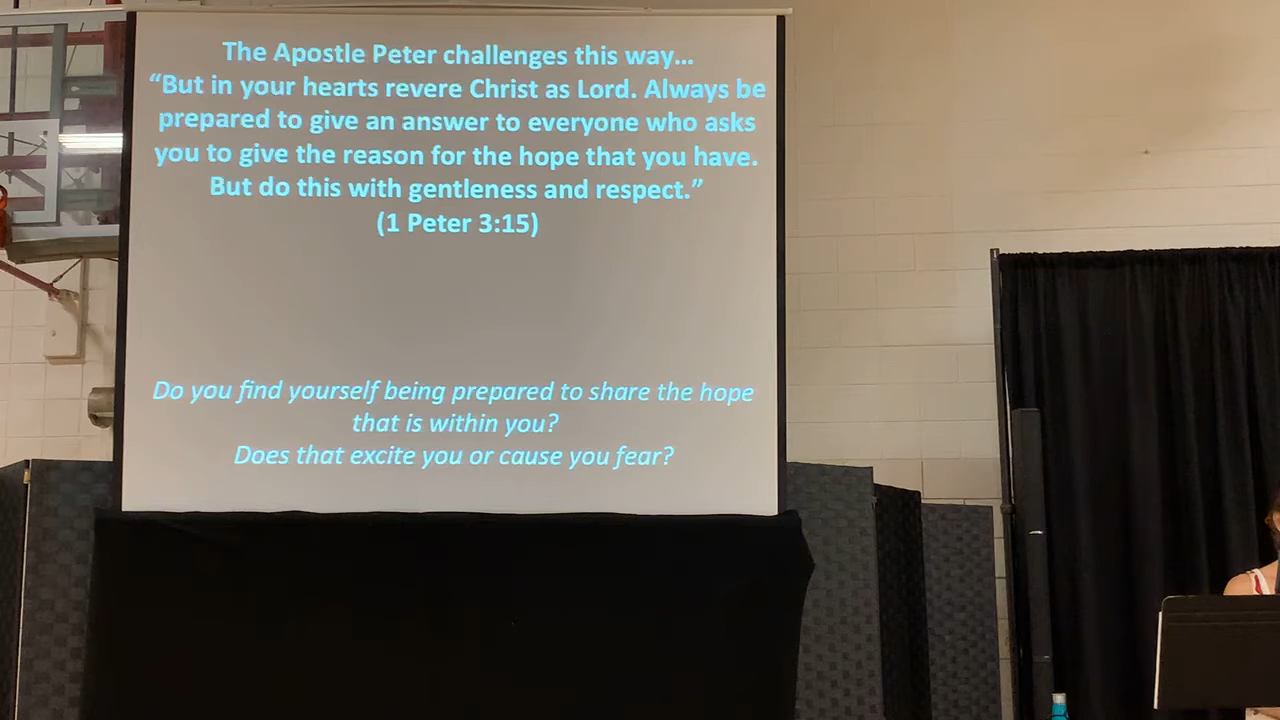 The Apostle Peter challenges this way…
“But in your hearts revere Christ as Lord. Always be
prepared to give an answer to everyone who asks
you to give the reason for the hope that you have.
But do this with gentleness and respect.”
(1 Peter 3:15)
Do you find yourself being prepared to share the hope
that is within you?
Does that excite you or cause you fear?